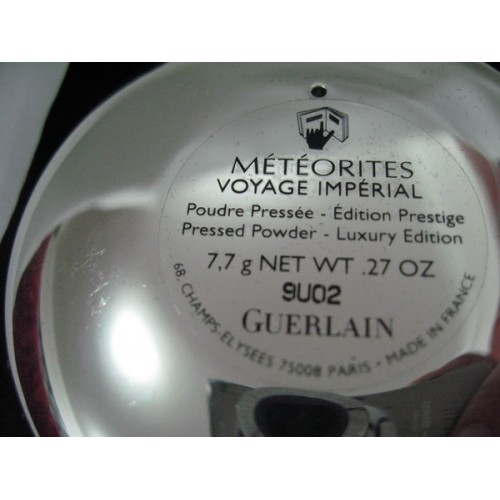 MÉTÉORITES
VOYAGE IMPÉRIAL
Poudre Pressée - Édition Prestige
Pressed Powder - Luxury Edition
7,7 g NET WT .27 OZ
9U02
GUERLAIN
68, CHAMPS-ELYSEES 75008 PARIS • MADE IN FRANCE